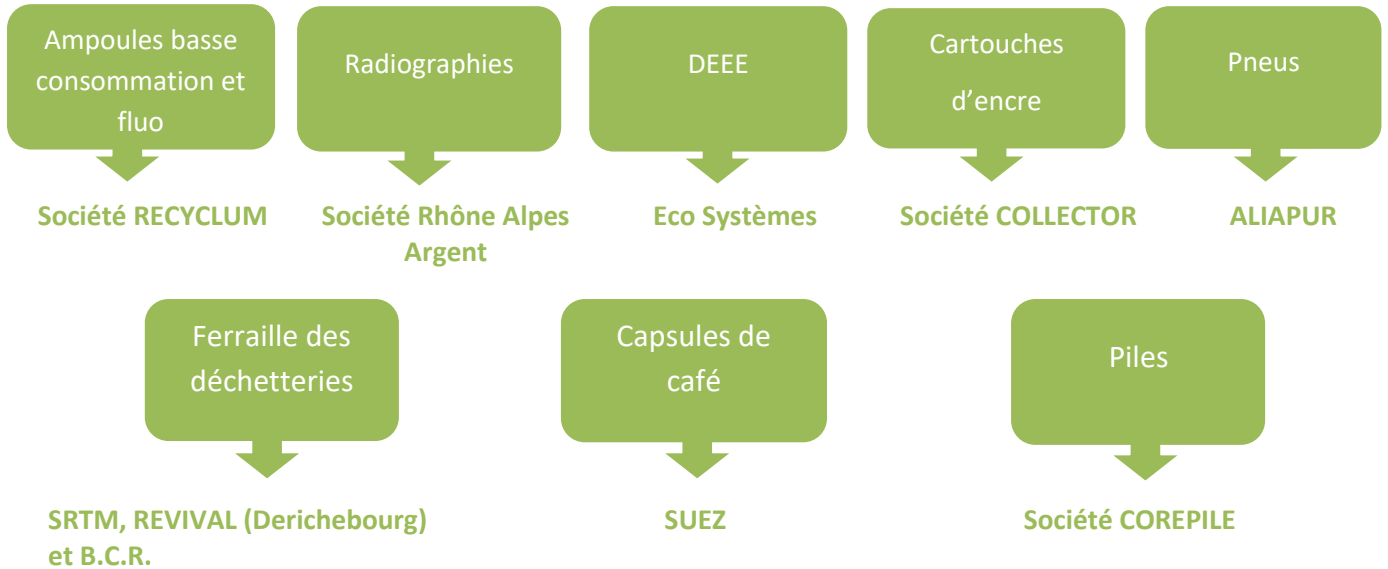 Ampoules basse
consommation et
fluo
Radiographies
DEEE
Cartouches
d’encre
Pneus
Société RECYCLUM
Société Rhône Alpes
Argent
Eco Systèmes
Société COLLECTOR
ALIAPUR
Ferraille des
déchetteries
Capsules de
café
Piles
SRTM, REVIVAL (Derichebourg)
et B.C.R.
SUEZ
Société COREPILE